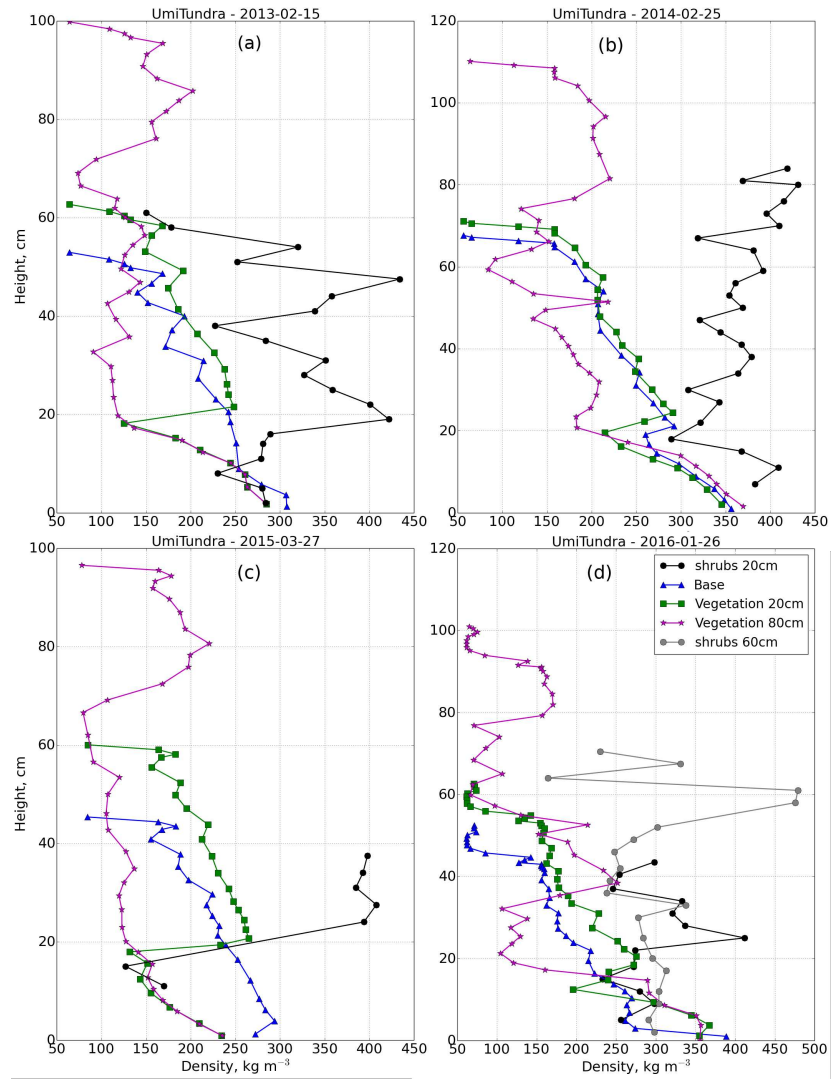 UmiTundra - 2013-02-15
UmiTundra - 2014-02-25
(a)
(b)
100
80
60
40
20
0
Height, cm
50 100 150 200 250 300 350 400 450
120
100
80
60
40
20
0
50 100 150 200 250 300 350 400 450
UmiTundra - 2015-03-27
UmiTundra - 2016-01-26
(c)
(d)
100
80
60
40
20
0
Height, cm
50 100 150 200 250 300 350 400 450
Density, kg m⁻³
120
100
80
60
40
20
0
shrubs 20cm
Base
Vegetation 20cm
Vegetation 80cm
shrubs 60cm
50 100 150 200 250 300 350 400 450 500
Density, kg m⁻³